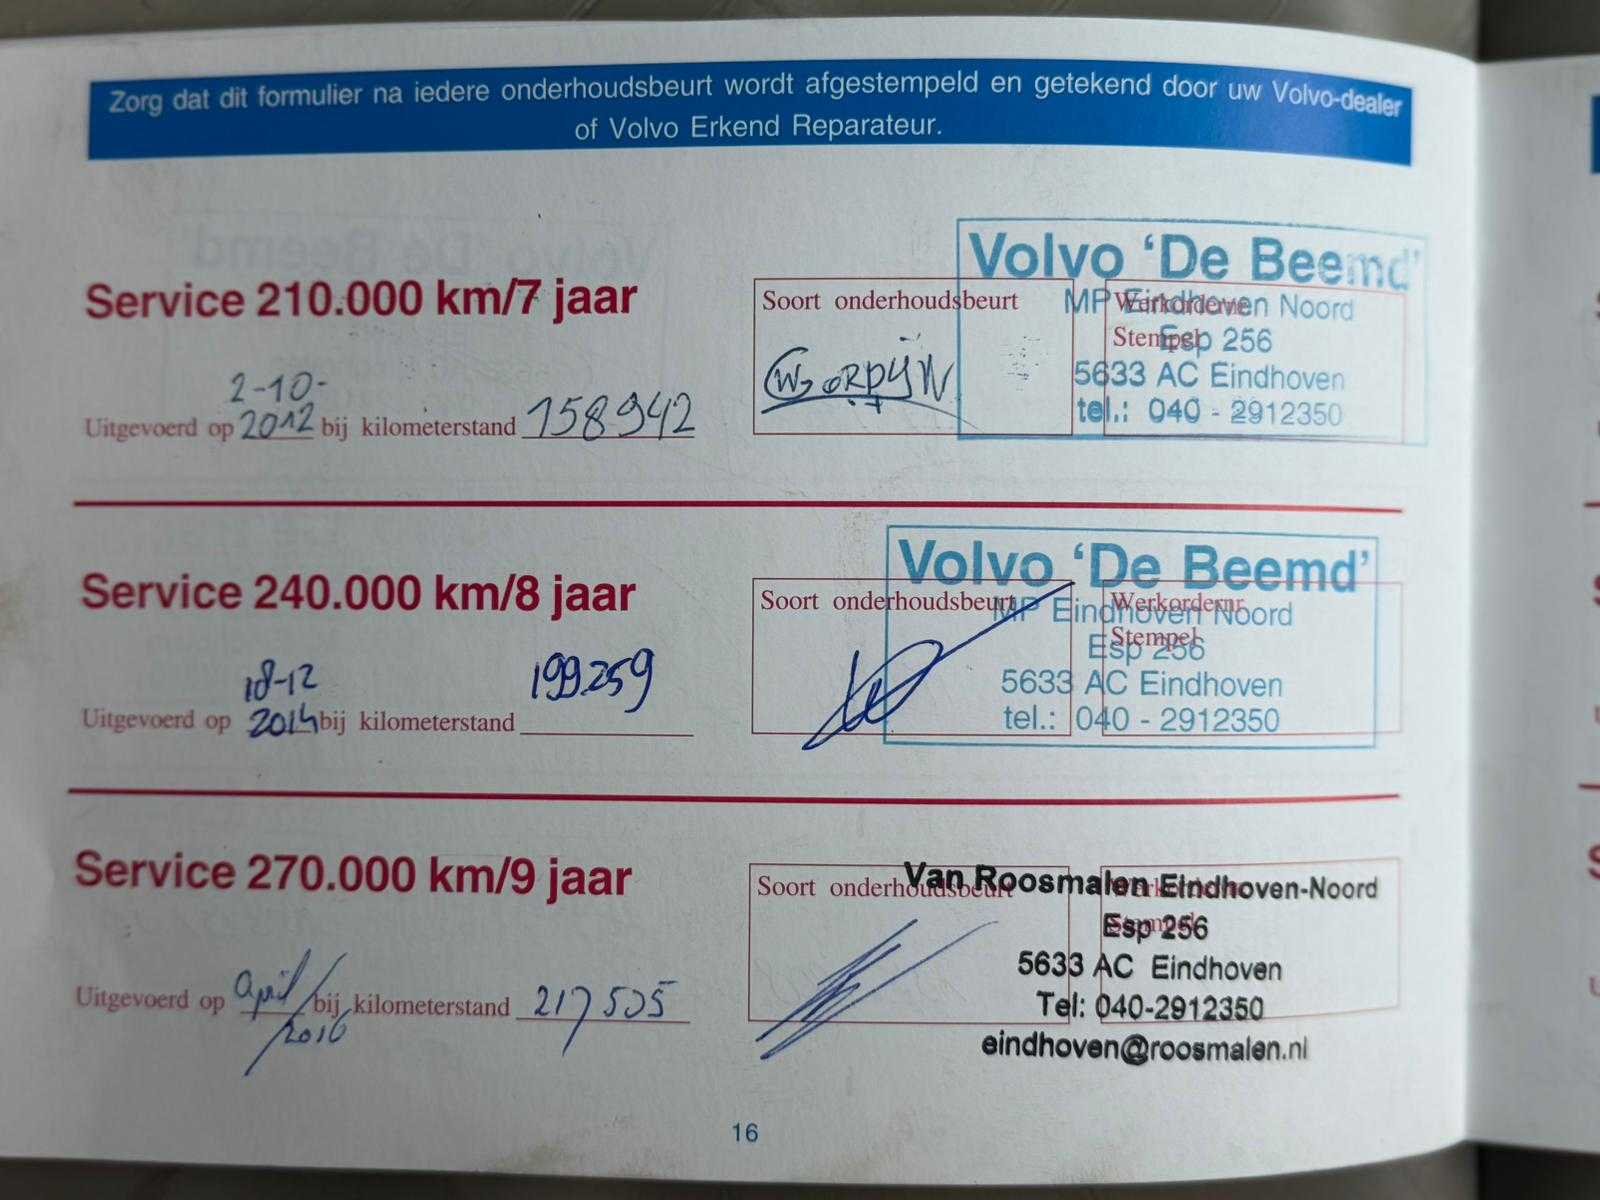 Zorg dat dit formulier na iedere onderhoudsbeurt wordt afgestempeld en getekend door uw Volvo-dealer
of Volvo Erkend Reparateur.
Service 210.000 km/7 jaar
2-10-
Uitgevoerd op 2012 bij kilometerstand 158942
Soort onderhoudsbeurt
Werkordernr.
Stempel
Volvo ‘De Beemd’
MP Eindhoven Noord
Esp 256
5633 AC Eindhoven
tel.: 040 - 2912350
Service 240.000 km/8 jaar
18-12
199259
Uitgevoerd op 2014 bij kilometerstand
Soort onderhoudsbeurt
Werkordernr.
Stempel
Volvo ‘De Beemd’
MP Eindhoven Noord
Esp 256
5633 AC Eindhoven
tel.: 040 - 2912350
Service 270.000 km/9 jaar
Uitgevoerd op april/ bij kilometerstand 217505
/2016
Soort onderhoudsbeurt
Van Roosmalen Eindhoven-Noord
Esp 256
5633 AC Eindhoven
Tel: 040-2912350
eindhoven@roosmalen.nl
16